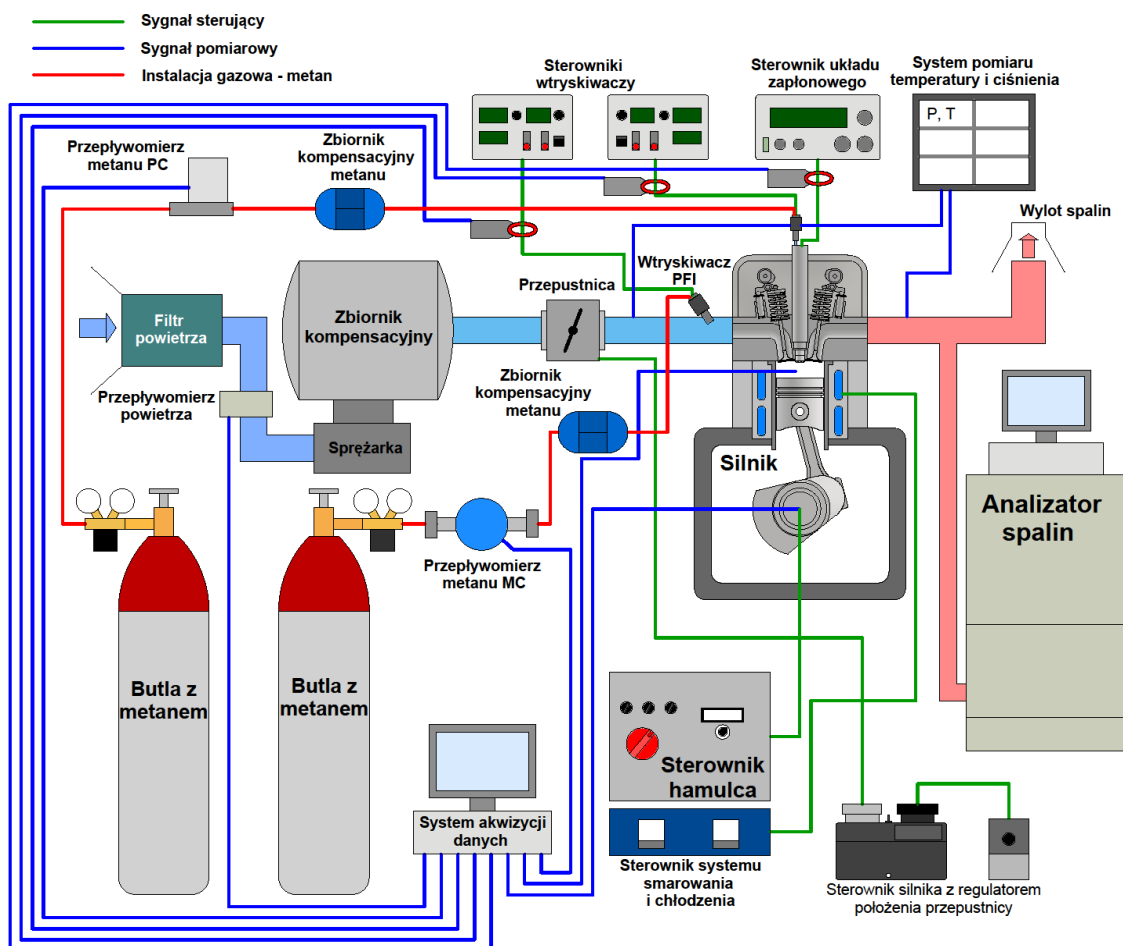 Sygnał sterujący
Sygnał pomiarowy
Instalacja gazowa - metan
Sterowniki
wtryskiwaczy
Sterownik układu
zapłonowego
System pomiaru
temperatury i ciśnienia
P, T
Przepływomierz
metanu PC
Zbiornik
kompensacyjny
metanu
Wylot spalin
Wtryskiwacz
PFI
Przepustnica
Filtr
powietrza
Zbiornik
kompensacyjny
Zbiornik
kompensacyjny
metanu
Przepływomierz
powietrza
Sprężarka
Silnik
Analizator
spalin
Przepływomierz
metanu MC
Butla z
metanem
Butla z
metanem
Sterownik
hamulca
System akwizycji
danych
Sterownik systemu
smarowania
i chłodzenia
Sterownik silnika z regulatorem
położenia przepustnicy